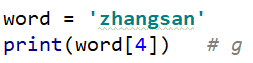 word = 'zhangsan'
print(word[4])   # g